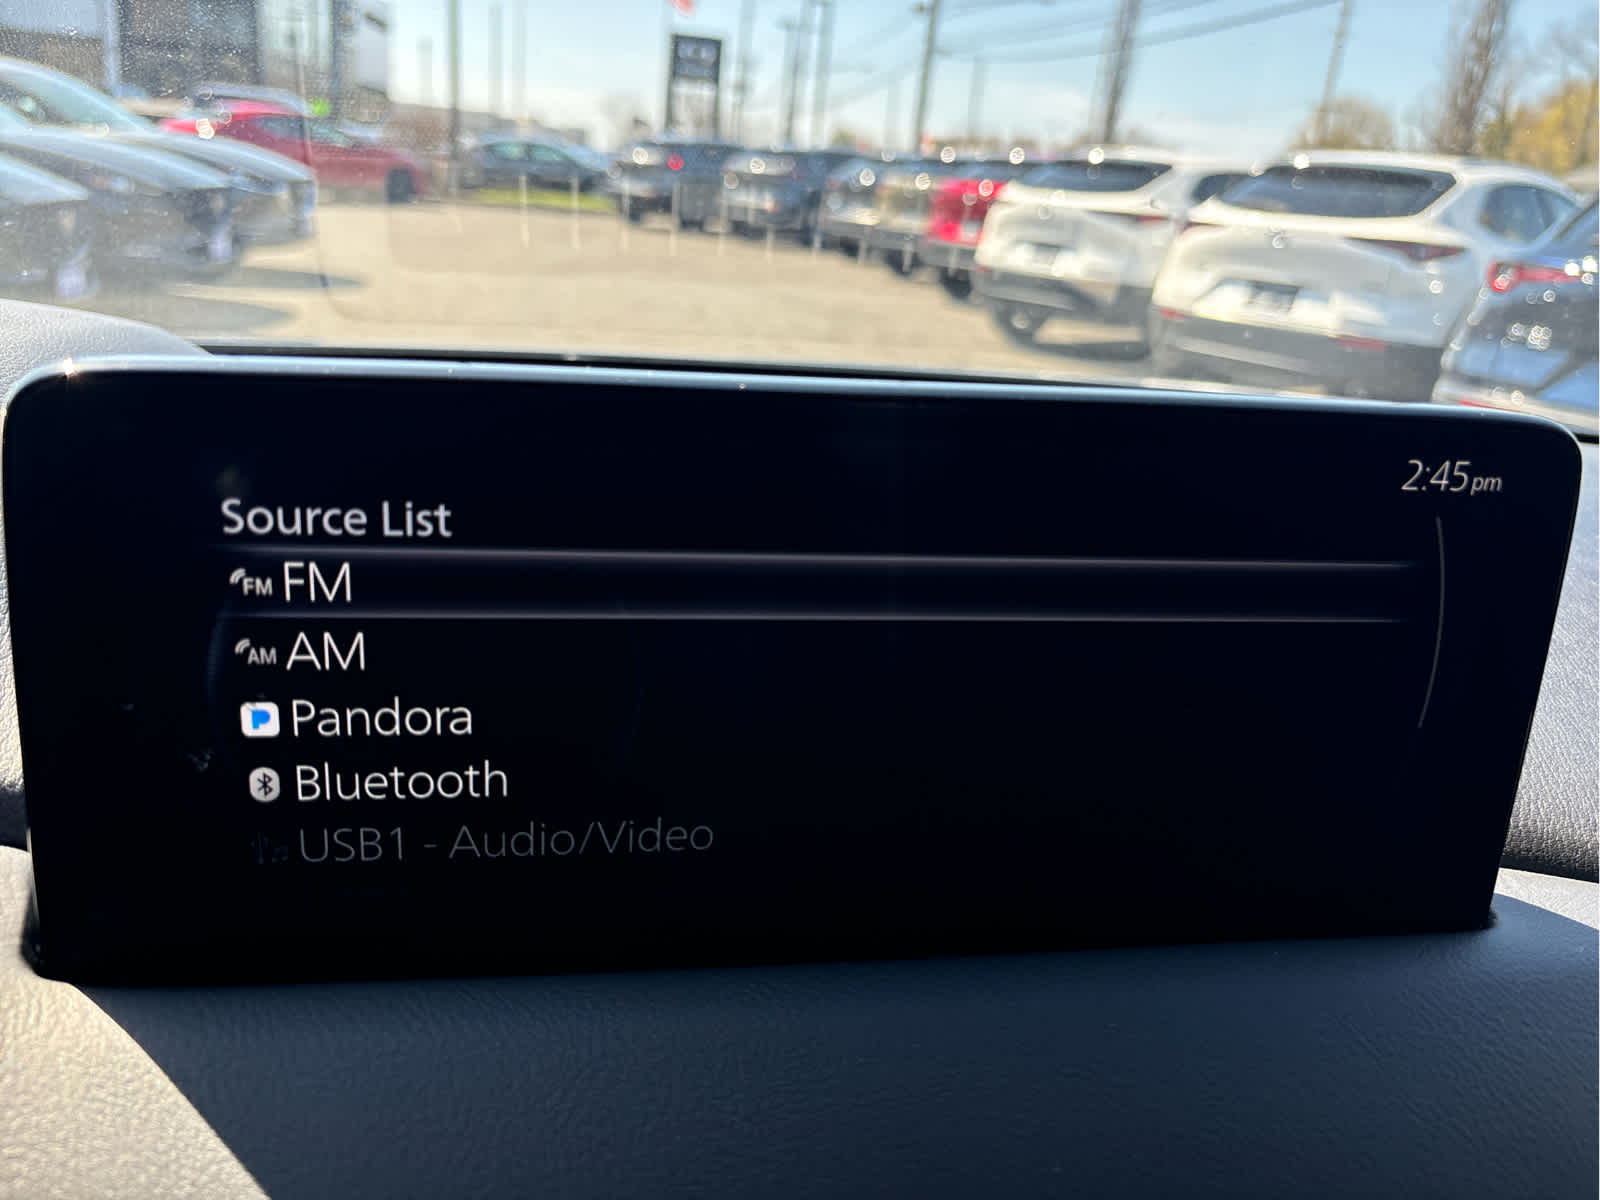 2:45pm
Source List
FM FM
AM AM
P Pandora
Bluetooth
USB1 - Audio/Video